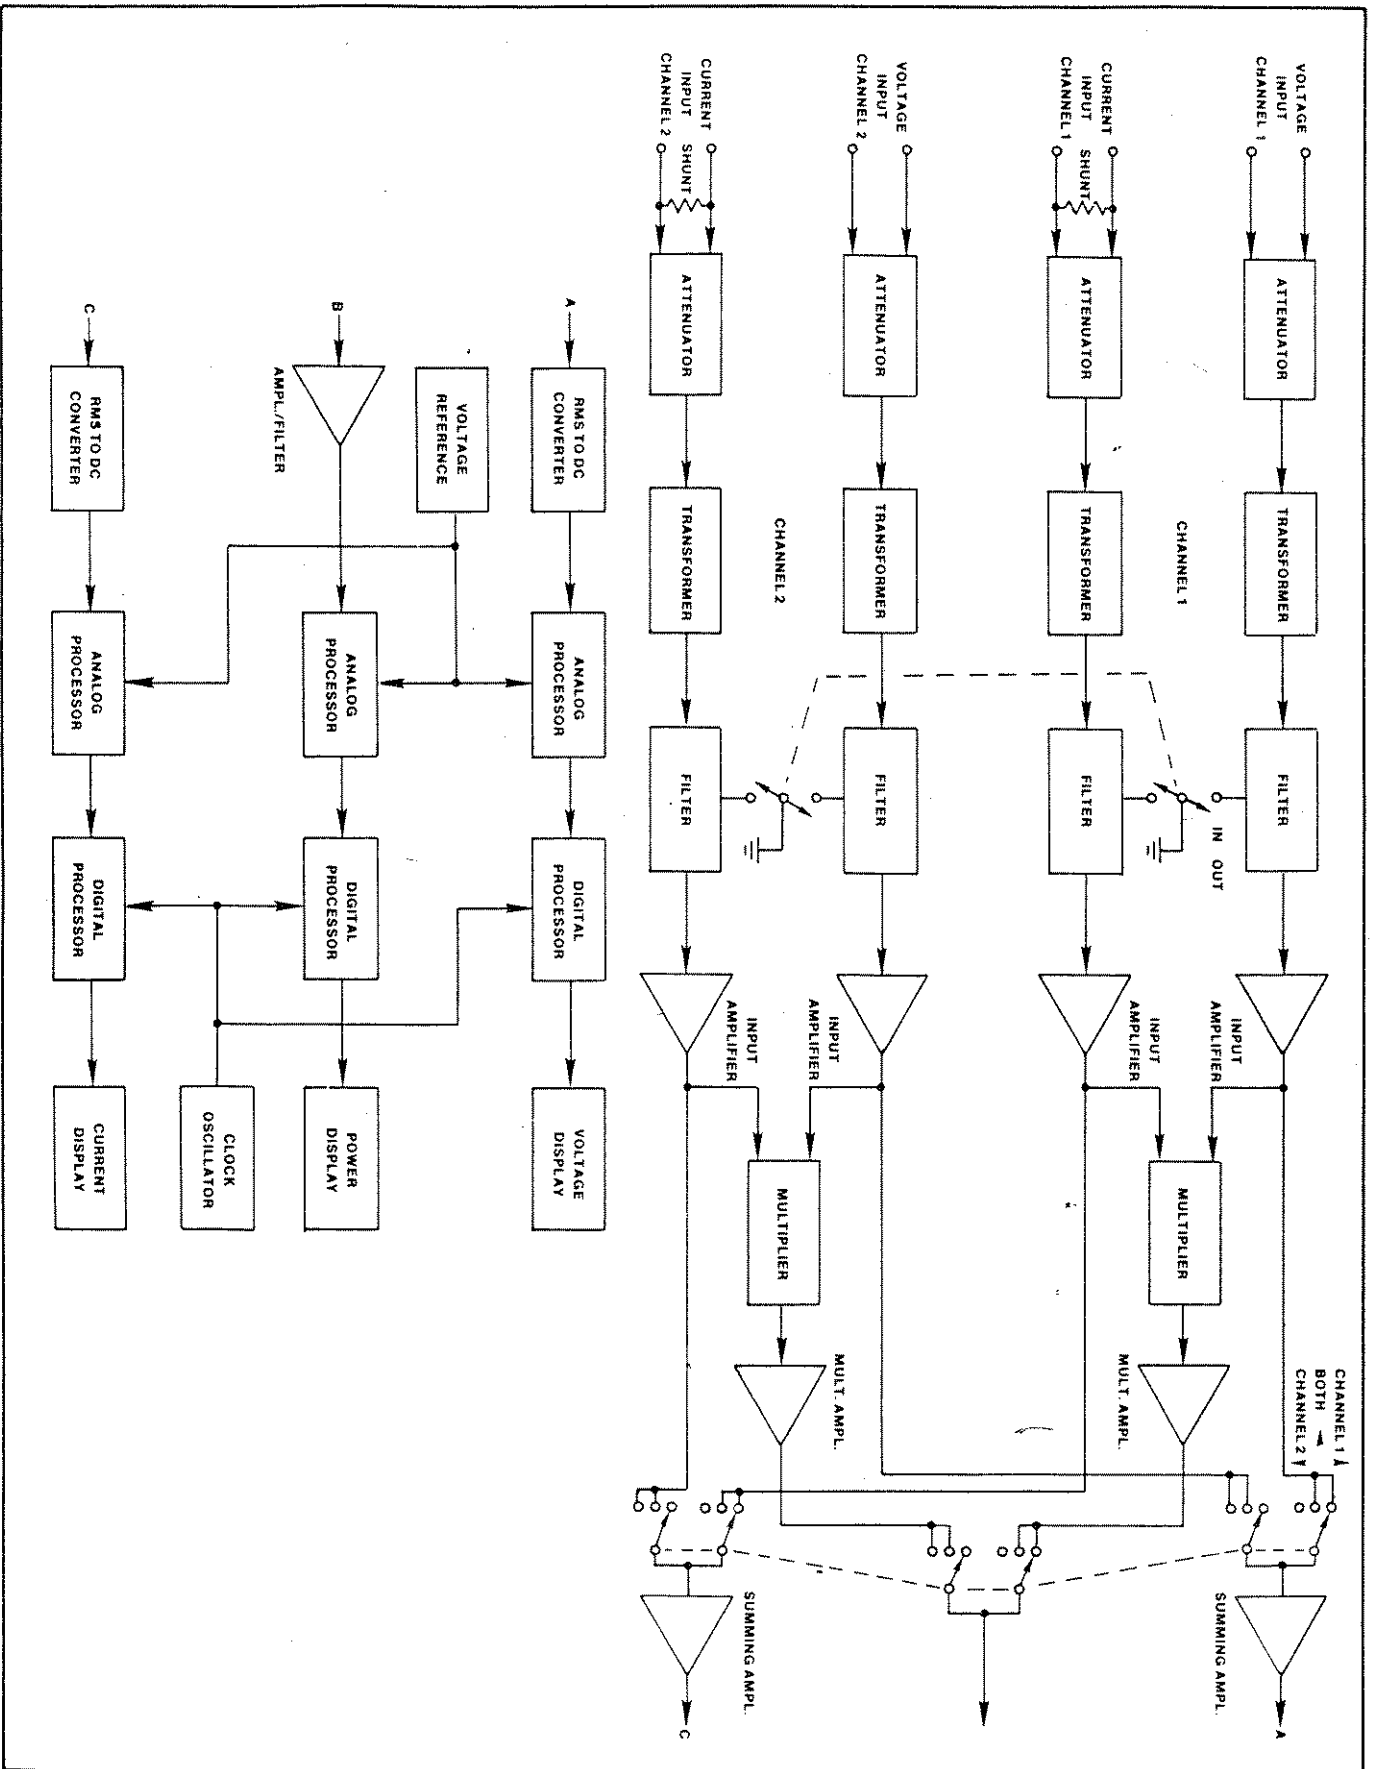 VOLTAGE
INPUT
CHANNEL 1
ATTENUATOR
TRANSFORMER
FILTER
INPUT
AMPLIFIER
CHANNEL 1
BOTH
CHANNEL 2
SUMMING AMPL.
A
CHANNEL 1
IN OUT
MULTIPLIER
MULT. AMPL.
CURRENT
INPUT
CHANNEL 1
SHUNT
ATTENUATOR
TRANSFORMER
FILTER
INPUT
AMPLIFIER
VOLTAGE
INPUT
CHANNEL 2
ATTENUATOR
TRANSFORMER
FILTER
INPUT
AMPLIFIER
CHANNEL 2
MULTIPLIER
MULT. AMPL.
CURRENT
INPUT
CHANNEL 2
SHUNT
ATTENUATOR
TRANSFORMER
FILTER
INPUT
AMPLIFIER
SUMMING AMPL.
C
A
RMS TO DC
CONVERTER
ANALOG
PROCESSOR
DIGITAL
PROCESSOR
VOLTAGE
DISPLAY
VOLTAGE
REFERENCE
B
AMPL./FILTER
ANALOG
PROCESSOR
DIGITAL
PROCESSOR
POWER
DISPLAY
CLOCK
OSCILLATOR
C
RMS TO DC
CONVERTER
ANALOG
PROCESSOR
DIGITAL
PROCESSOR
CURRENT
DISPLAY